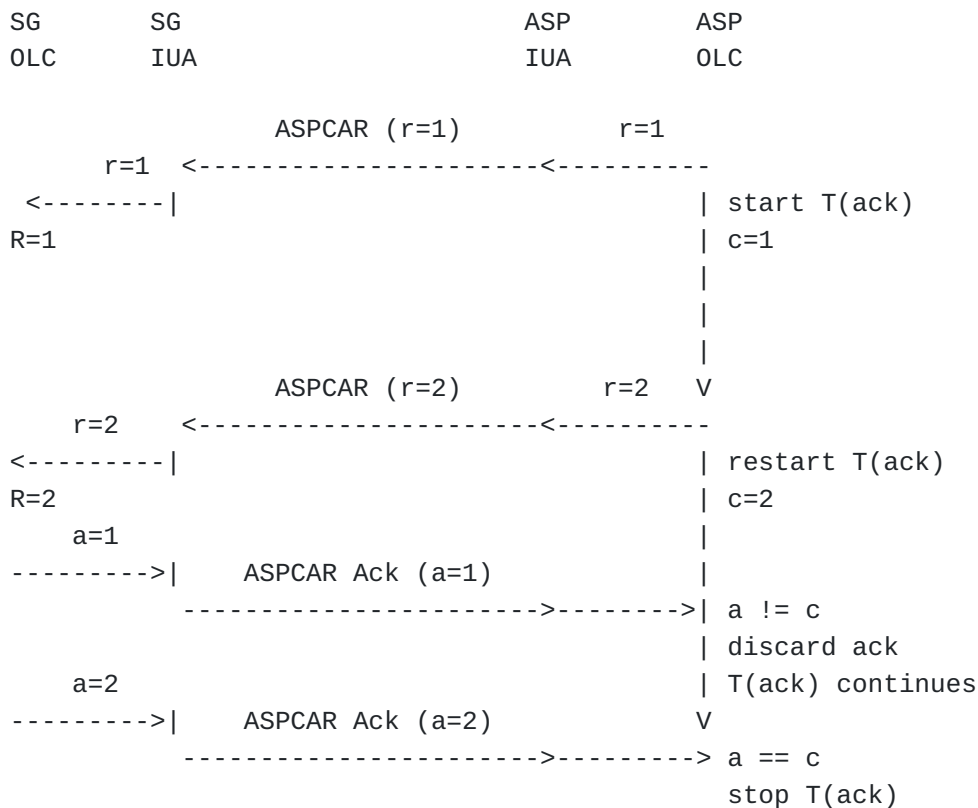 SG       SG                     ASP       ASP
OLC      IUA                    IUA       OLC
ASPCAR (r=1)         r=1
r=1  <---------------------<----------
<--------|                               | start T(ack)
R=1                                      | c=1
|
|
|
ASPCAR (r=2)        r=2   V
r=2    <---------------------<----------
<---------|                               | restart T(ack)
R=2                                      | c=2
a=1                                   |
--------->|    ASPCAR Ack (a=1)            |
--------------------->-------->| a != c
| discard ack
a=2                                   | T(ack) continues
--------->|    ASPCAR Ack (a=2)            V
--------------------->---------> a == c
stop T(ack)